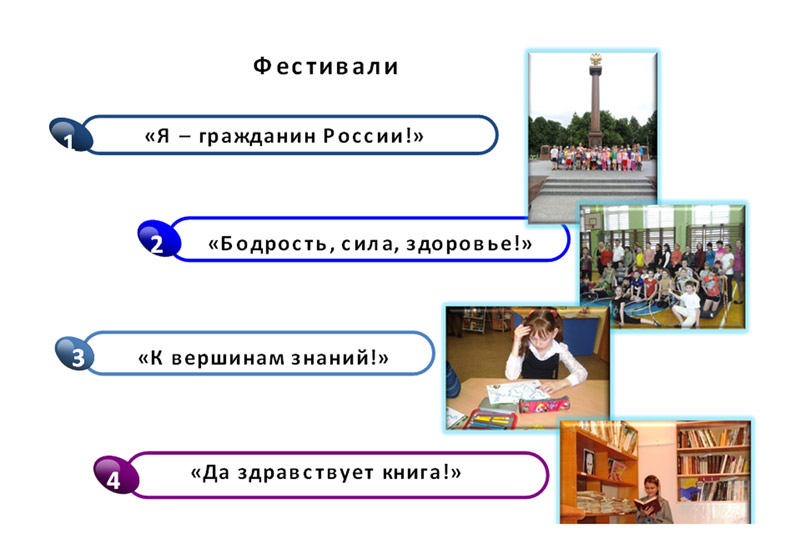 Фестивали
1 «Я – гражданин России!»
2 «Бодрость, сила, здоровье!»
3 «К вершинам знаний!»
4 «Да здравствует книга!»